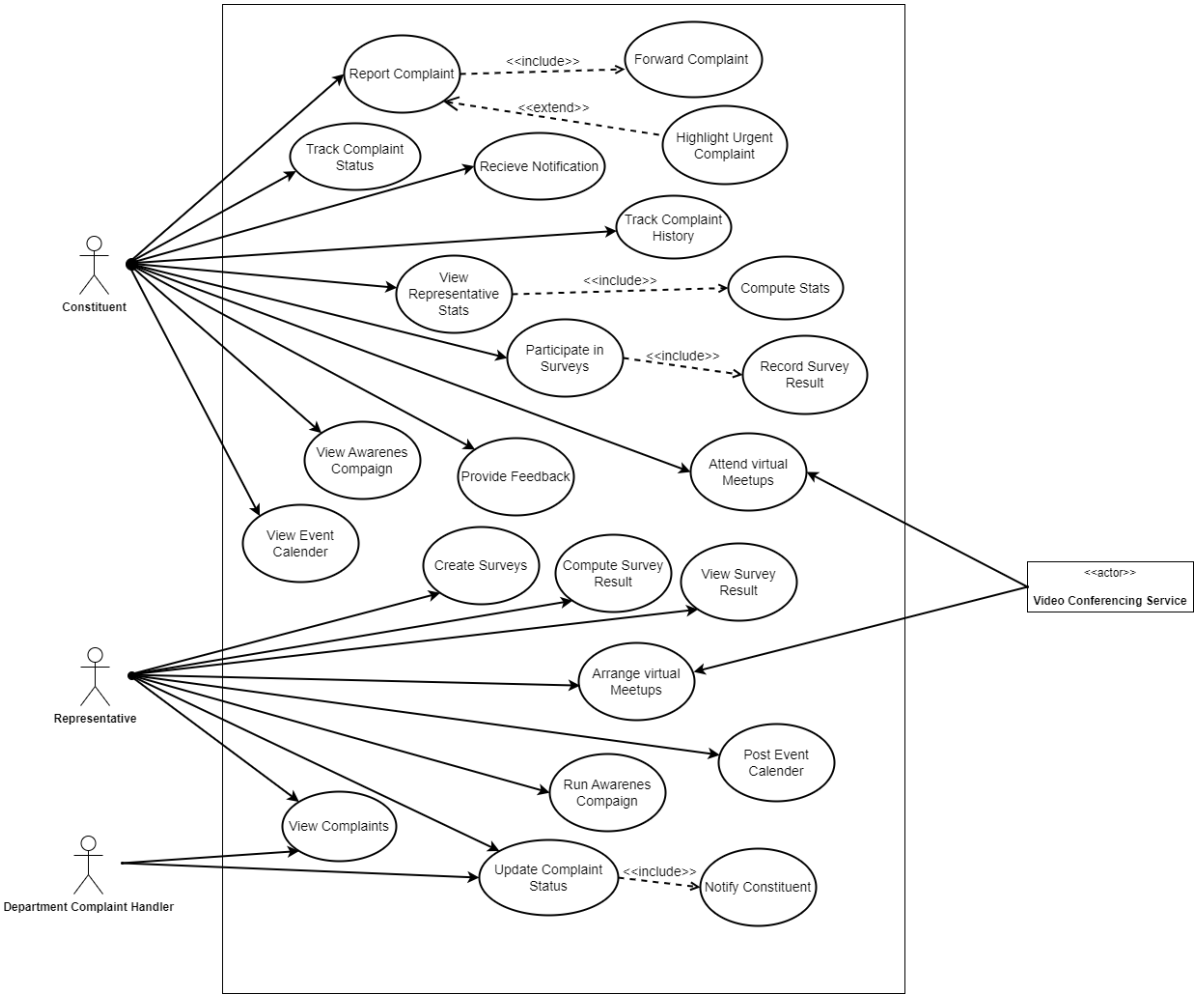 Report Complaint
<<include>>
Forward Complaint
<<extend>>
Highlight Urgent
Complaint
Track Complaint
Status
Recieve Notification
Track Complaint
History
Constituent
View
Representative
Stats
<<include>>
Compute Stats
Participate in
Surveys
<<include>>
Record Survey
Result
View Awarenes
Compaign
Provide Feedback
Attend virtual
Meetups
View Event
Calender
Create Surveys
Compute Survey
Result
View Survey
Result
<<actor>>
Video Conferencing Service
Representative
Arrange virtual
Meetups
Post Event
Calender
Run Awarenes
Compaign
View Complaints
Department Complaint Handler
Update Complaint
Status
<<include>>
Notify Constituent